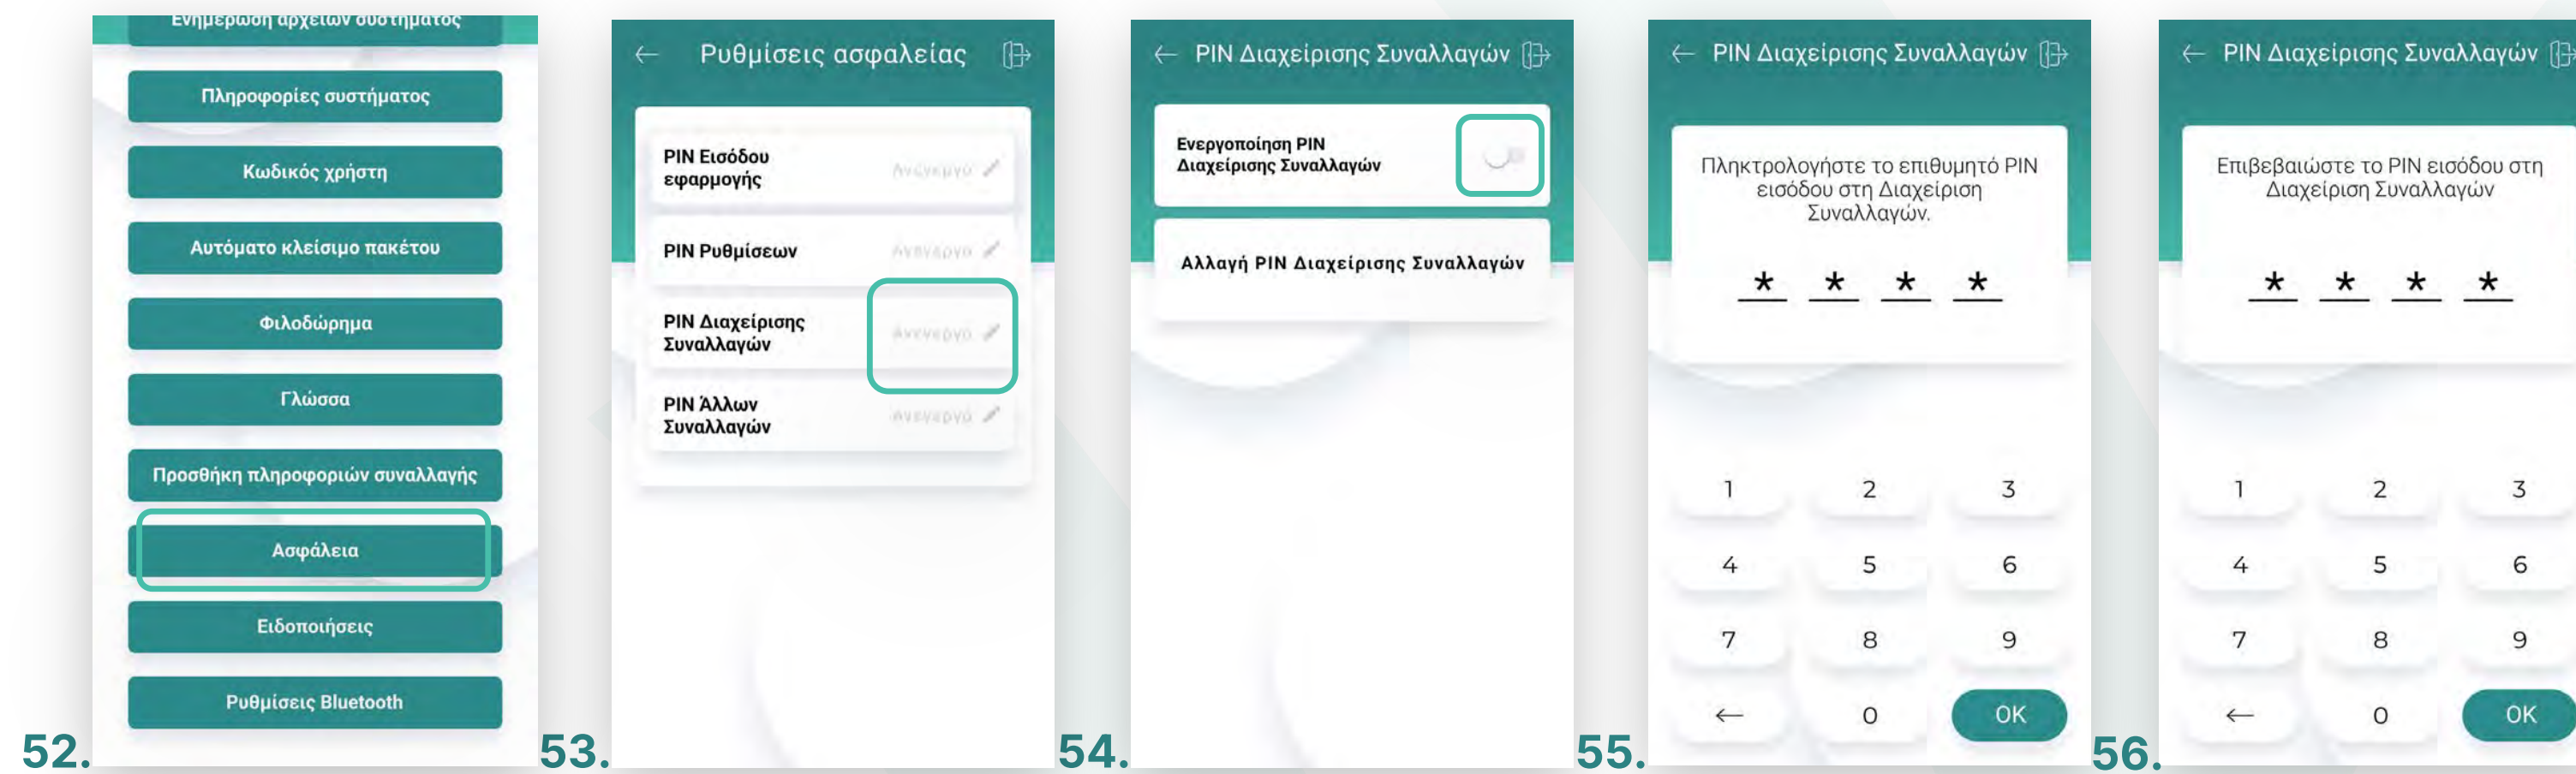 Ενημέρωση αρχείων συστήματος
Πληροφορίες συστήματος
Κωδικός χρήστη
Αυτόματο κλείσιμο πακέτου
Φιλοδώρημα
Γλώσσα
Προσθήκη πληροφοριών συναλλαγής
Ασφάλεια
Ειδοποιήσεις
Ρυθμίσεις Bluetooth
52.
← Ρυθμίσεις ασφαλείας
PIN Εισόδου
εφαρμογής
Ανενεργό
PIN Ρυθμίσεων
Ανενεργό
PIN Διαχείρισης
Συναλλαγών
Ανενεργό
PIN Άλλων
Συναλλαγών
Ανενεργό
53.
← PIN Διαχείρισης Συναλλαγών
Ενεργοποίηση PIN
Διαχείρισης Συναλλαγών
Αλλαγή PIN Διαχείρισης Συναλλαγών
54.
← PIN Διαχείρισης Συναλλαγών
Πληκτρολογήστε το επιθυμητό PIN
εισόδου στη Διαχείριση
Συναλλαγών.
* * * *
1 2 3
4 5 6
7 8 9
← 0 OK
55.
← PIN Διαχείρισης Συναλλαγών
Επιβεβαιώστε το PIN εισόδου στη
Διαχείριση Συναλλαγών
* * * *
1 2 3
4 5 6
7 8 9
← 0 OK
56.